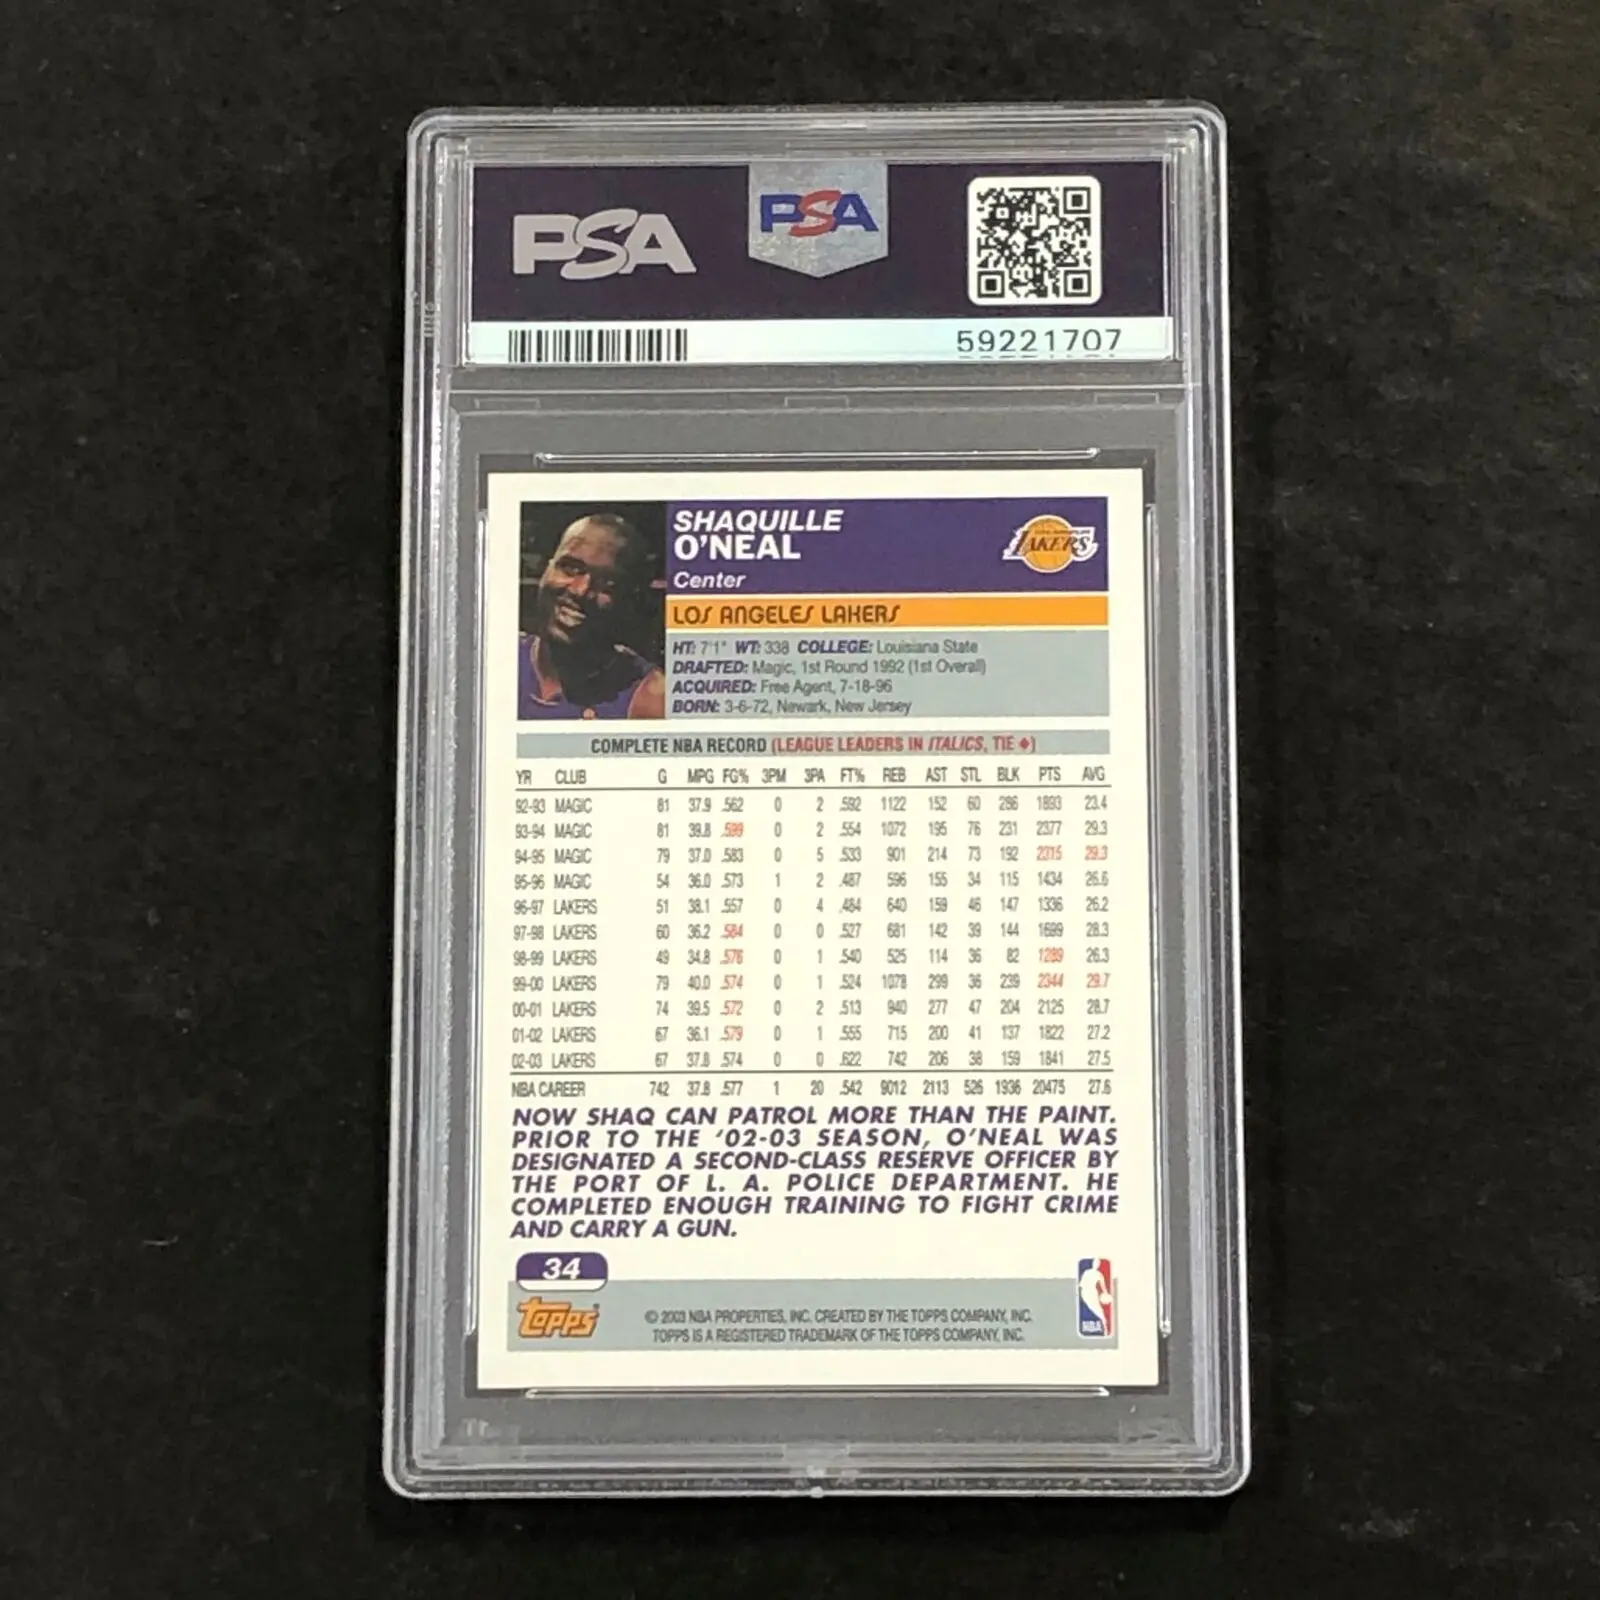 PSA
PSA
59221707
SHAQUILLE
O'NEAL
Center
LAKERS
LOS ANGELES LAKERS
HT: 7'1" WT: 338 COLLEGE: Louisiana State
DRAFTED: Magic, 1st Round 1992 (1st Overall)
ACQUIRED: Free Agent, 7-18-96
BORN: 3-6-72, Newark, New Jersey
COMPLETE NBA RECORD (LEAGUE LEADERS IN ITALICS, TIE ♦)
YR CLUB G MPG FG% 3PM 3PA FT% REB AST STL BLK PTS AVG
92-93 MAGIC 81 37.9 .562 0 2 .592 1122 152 60 286 1893 23.4
93-94 MAGIC 81 39.8 .599 0 2 .554 1072 195 76 231 2377 29.3
94-95 MAGIC 79 37.0 .583 0 5 .533 901 214 73 192 2315 29.3
95-96 MAGIC 54 36.0 .573 1 2 .487 596 155 34 115 1434 26.6
96-97 LAKERS 51 38.1 .557 0 4 .484 640 159 46 147 1336 26.2
97-98 LAKERS 60 36.2 .584 0 0 .527 681 142 39 144 1699 28.3
98-99 LAKERS 49 34.8 .576 0 1 .540 525 114 36 82 1289 26.3
99-00 LAKERS 79 40.0 .574 0 1 .524 1078 299 36 239 2344 29.7
00-01 LAKERS 74 39.5 .572 0 2 .513 940 277 47 204 2125 28.7
01-02 LAKERS 67 36.1 .579 0 1 .555 715 200 41 137 1822 27.2
02-03 LAKERS 67 37.8 .574 0 0 .622 742 206 38 159 1841 27.5
NBA CAREER 742 37.8 .577 1 20 .542 9012 2113 526 1936 20475 27.6
NOW SHAQ CAN PATROL MORE THAN THE PAINT.
PRIOR TO THE '02-03 SEASON, O'NEAL WAS
DESIGNATED A SECOND-CLASS RESERVE OFFICER BY
THE PORT OF L. A. POLICE DEPARTMENT. HE
COMPLETED ENOUGH TRAINING TO FIGHT CRIME
AND CARRY A GUN.
34
topps
© 2003 NBA PROPERTIES, INC. CREATED BY THE TOPPS COMPANY, INC.
TOPPS IS A REGISTERED TRADEMARK OF THE TOPPS COMPANY, INC.
NBA